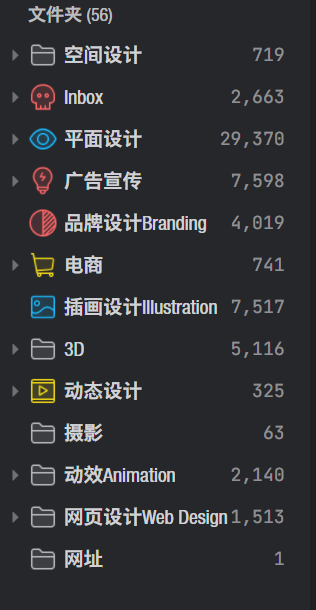 文件夹 (56)
空间设计 719
Inbox 2,663
平面设计 29,370
广告宣传 7,598
品牌设计Branding 4,019
电商 741
插画设计Illustration 7,517
3D 5,116
动态设计 325
摄影 63
动效Animation 2,140
网页设计Web Design 1,513
网址 1